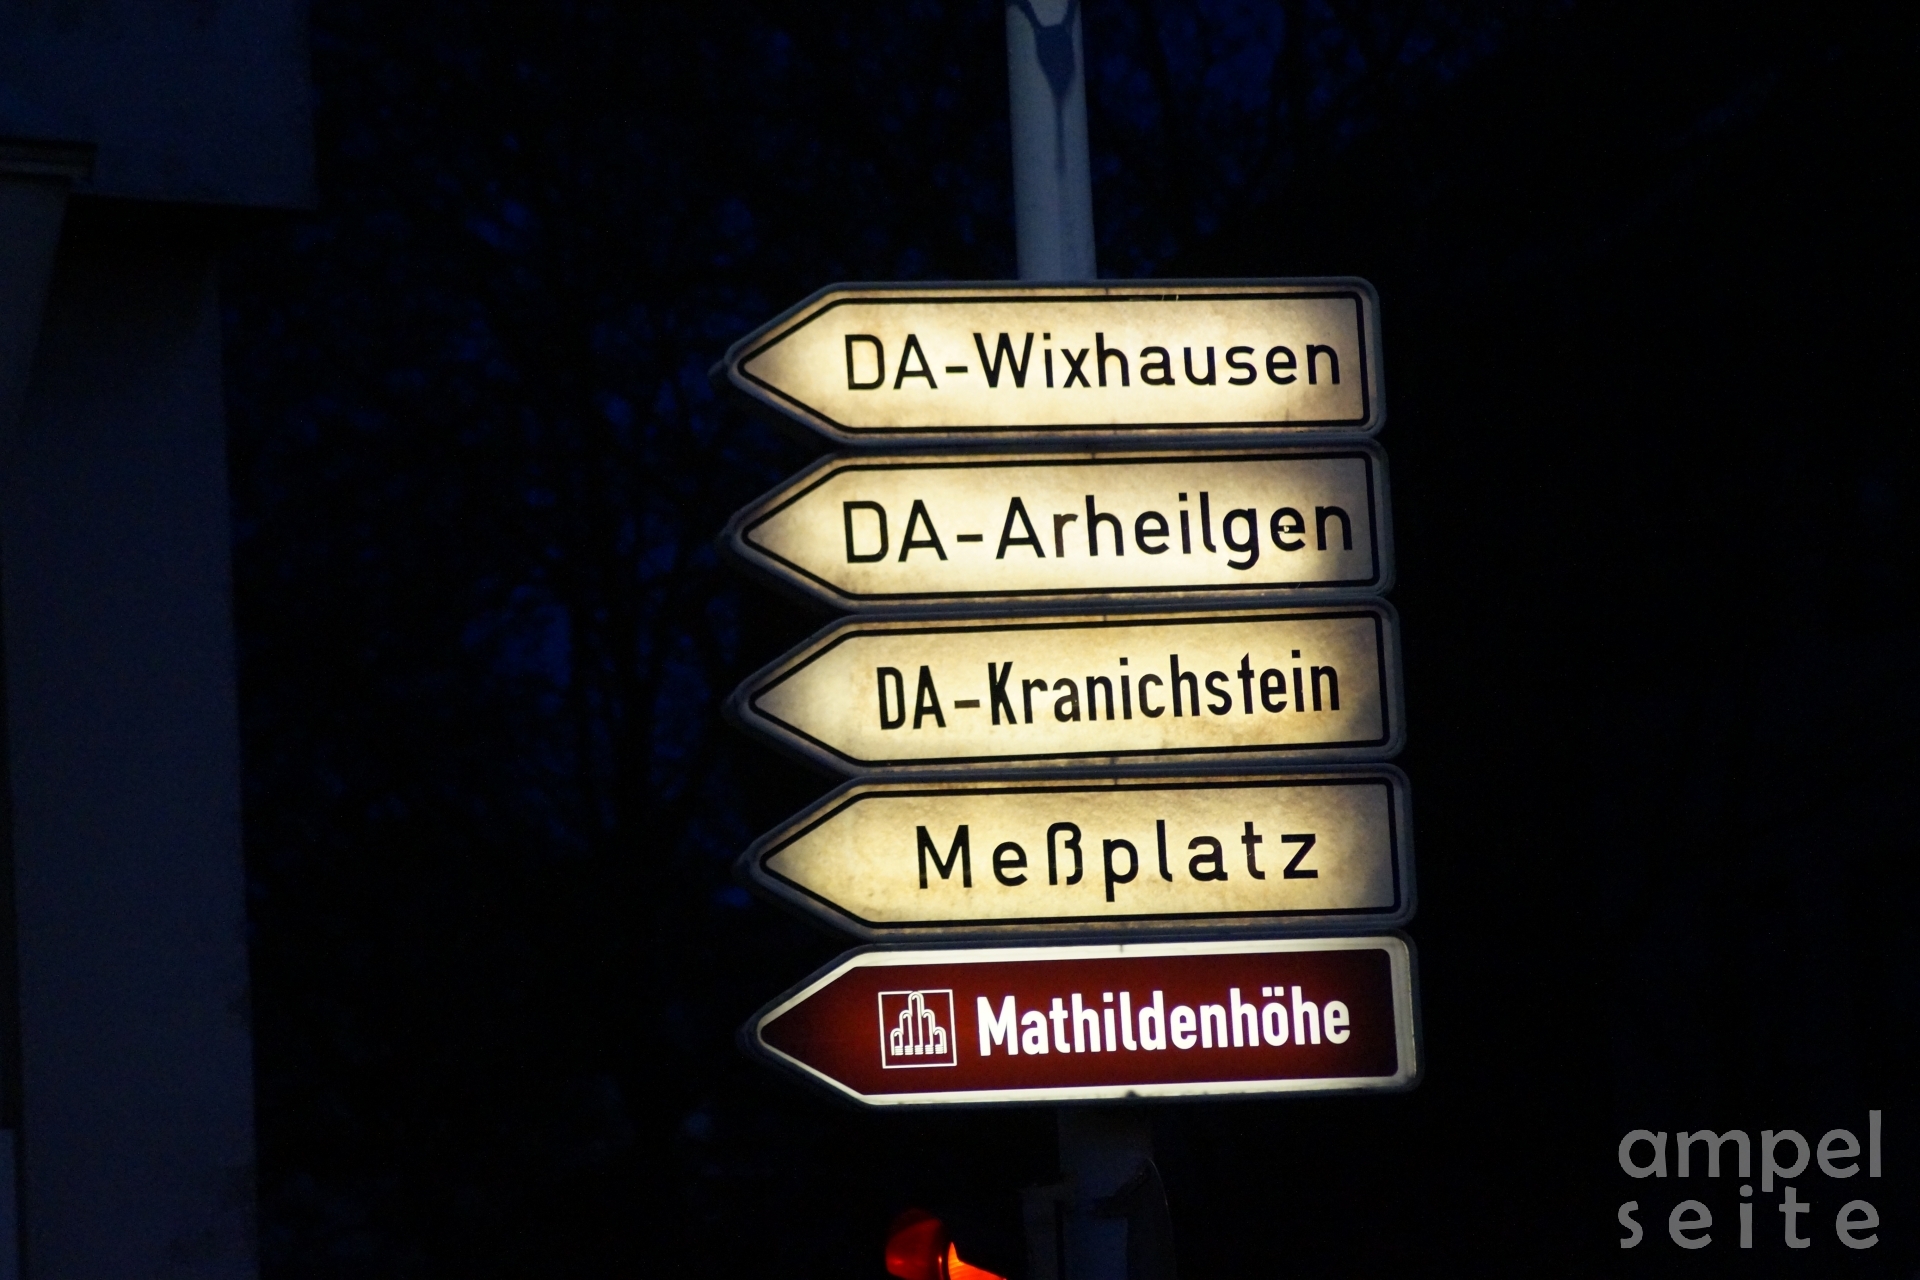 DA-Wixhausen
DA-Arheilgen
DA-Kranichstein
Meßplatz
Mathildenhöhe
ampel
seite